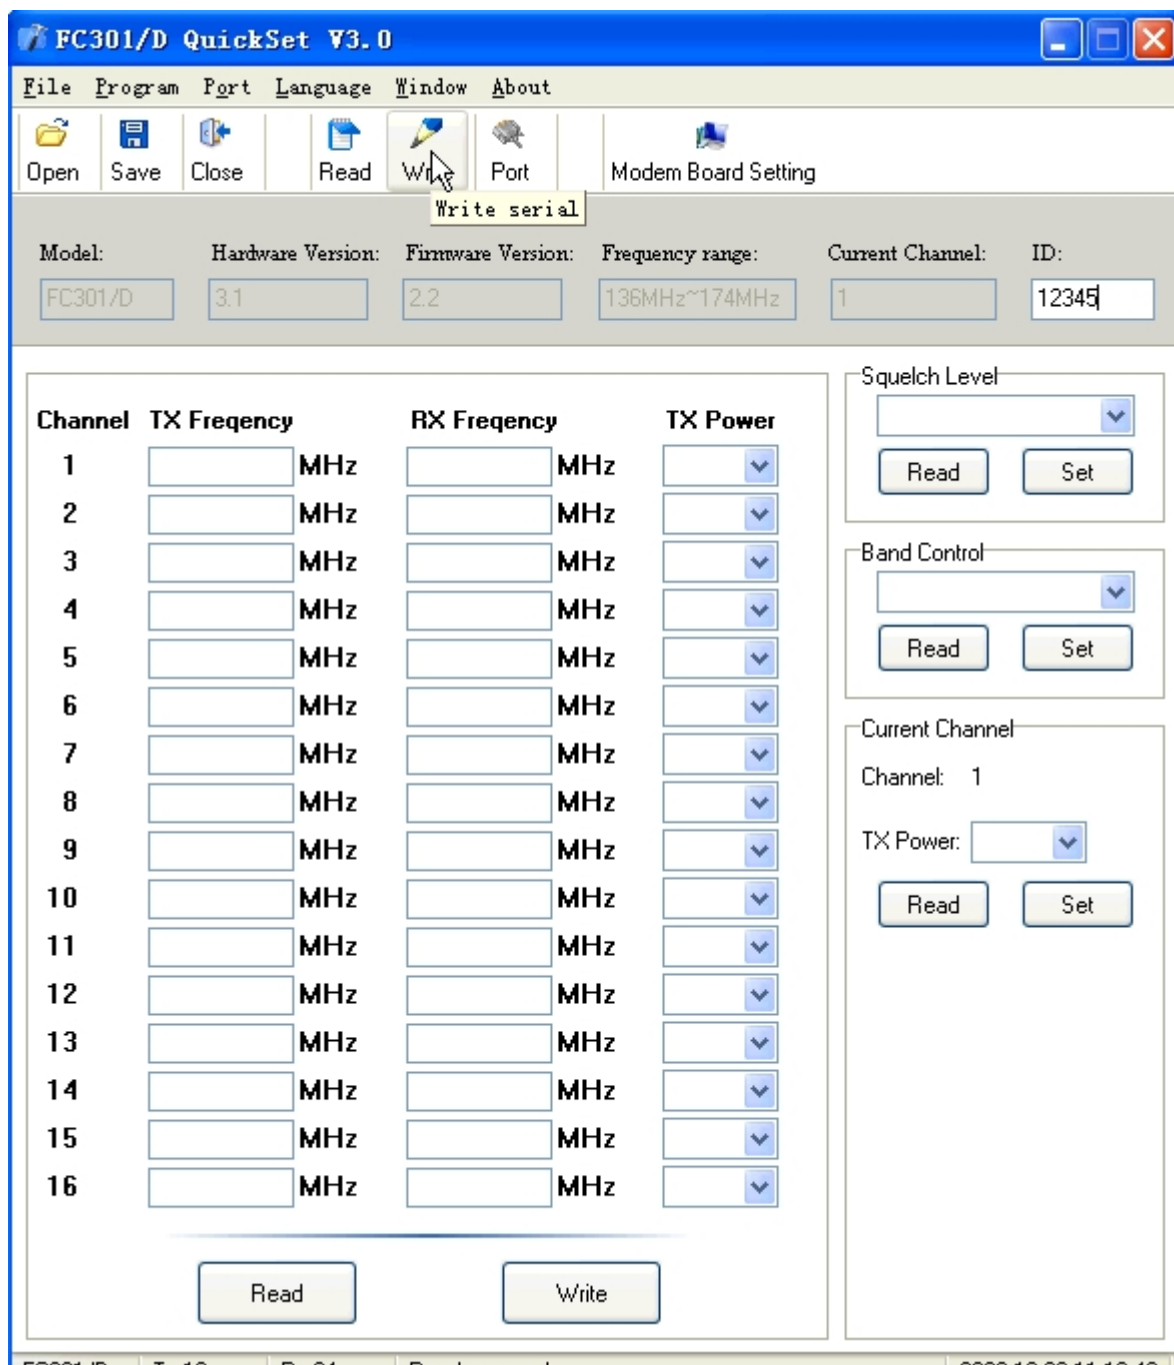 FC301/D QuickSet V3.0
File Program Port Language Window About
Open Save Close Read Write Port Modem Board Setting
Write serial
Model: Hardware Version: Firmware Version: Frequency range: Current Channel: ID:
FC301/D 3.1 2.2 136MHz~174MHz 1 12345
Squelch Level
Channel TX Freqency RX Freqency TX Power
1 MHz MHz
Read Set
2 MHz MHz
3 MHz MHz
Band Control
4 MHz MHz
5 MHz MHz
Read Set
6 MHz MHz
Current Channel
7 MHz MHz
Channel: 1
8 MHz MHz
9 MHz MHz
TX Power:
10 MHz MHz
Read Set
11 MHz MHz
12 MHz MHz
13 MHz MHz
14 MHz MHz
15 MHz MHz
16 MHz MHz
Read Write